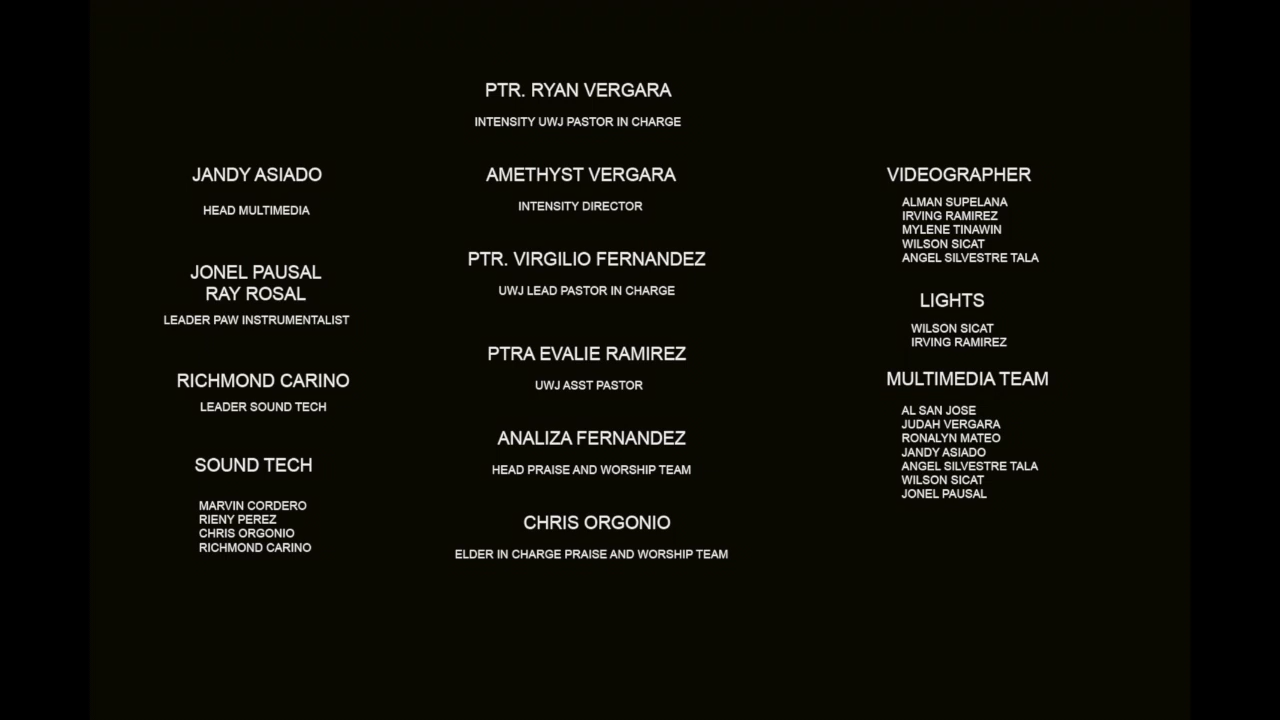 PTR. RYAN VERGARA
INTENSITY UWJ PASTOR IN CHARGE
JANDY ASIADO
HEAD MULTIMEDIA
JONEL PAUSAL
RAY ROSAL
LEADER PAW INSTRUMENTALIST
RICHMOND CARINO
LEADER SOUND TECH
SOUND TECH
MARVIN CORDERO
RIENY PEREZ
CHRIS ORGONIO
RICHMOND CARINO
AMETHYST VERGARA
INTENSITY DIRECTOR
PTR. VIRGILIO FERNANDEZ
UWJ LEAD PASTOR IN CHARGE
PTRA EVALIE RAMIREZ
UWJ ASST PASTOR
ANALIZA FERNANDEZ
HEAD PRAISE AND WORSHIP TEAM
CHRIS ORGONIO
ELDER IN CHARGE PRAISE AND WORSHIP TEAM
VIDEOGRAPHER
ALMAN SUPELANA
IRVING RAMIREZ
MYLENE TINAWIN
WILSON SICAT
ANGEL SILVESTRE TALA
LIGHTS
WILSON SICAT
IRVING RAMIREZ
MULTIMEDIA TEAM
AL SAN JOSE
JUDAH VERGARA
RONALYN MATEO
JANDY ASIADO
ANGEL SILVESTRE TALA
WILSON SICAT
JONEL PAUSAL